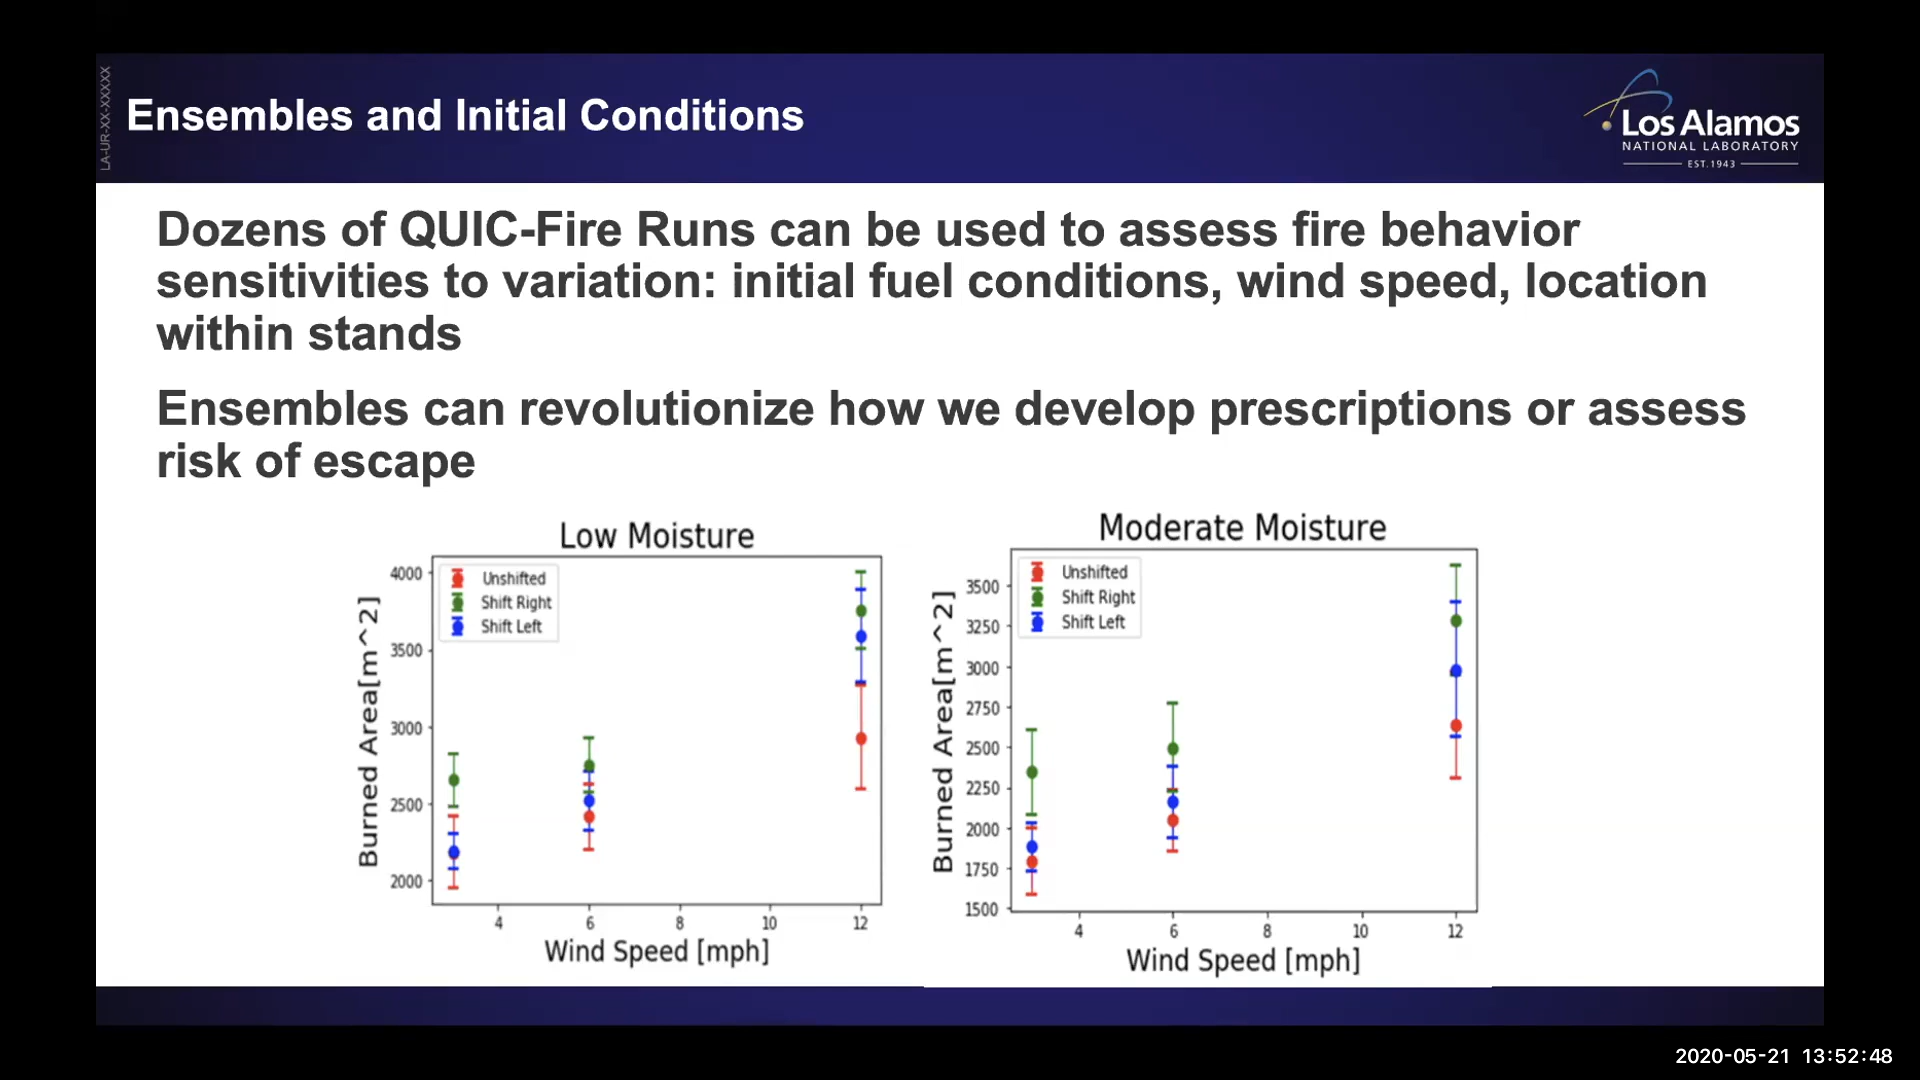 LA-UR-XX-XXXXX
Ensembles and Initial Conditions
Los Alamos
NATIONAL LABORATORY
EST.1943
Dozens of QUIC-Fire Runs can be used to assess fire behavior
sensitivities to variation: initial fuel conditions, wind speed, location
within stands
Ensembles can revolutionize how we develop prescriptions or assess
risk of escape
Low Moisture
Unshifted
Shift Right
Shift Left
4000
3500
3000
2500
2000
Burned Area[m^2]
4 6 8 10 12
Wind Speed [mph]
Moderate Moisture
Unshifted
Shift Right
Shift Left
3500
3250
3000
2750
2500
2250
2000
1750
1500
Burned Area[m^2]
4 6 8 10 12
Wind Speed [mph]
2020-05-21 13:52:48